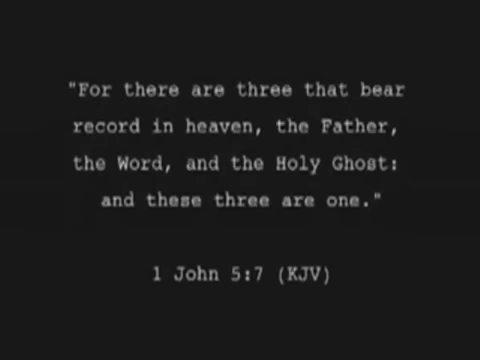 "For there are three that bear
record in heaven, the Father,
the Word, and the Holy Ghost:
and these three are one."
1 John 5:7 (KJV)